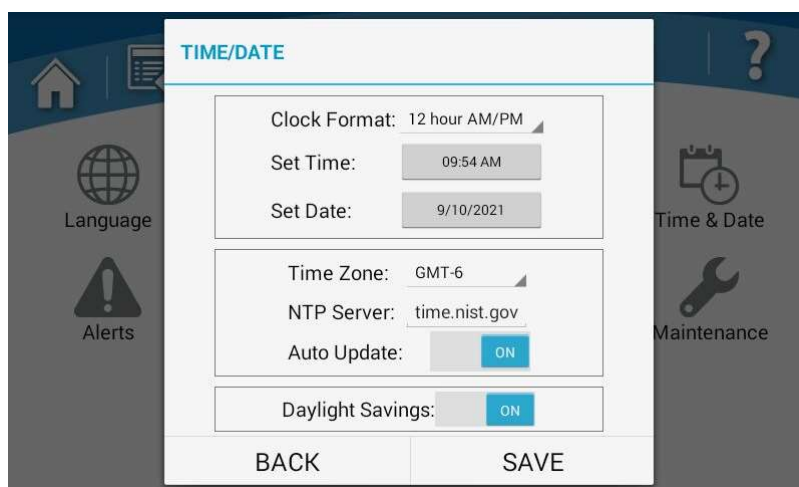 TIME/DATE
?
Clock Format: 12 hour AM/PM
Set Time: 09:54 AM
Set Date: 9/10/2021
Language
Time & Date
Time Zone: GMT-6
NTP Server: time.nist.gov
Auto Update: ON
Alerts
Maintenance
Daylight Savings: ON
BACK SAVE